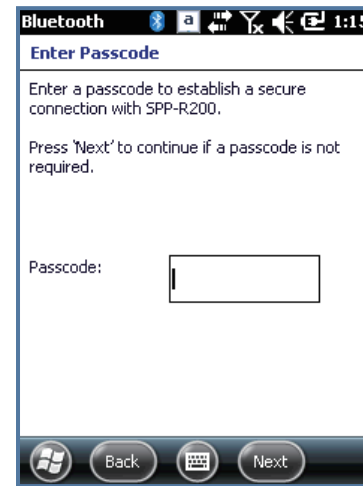 Bluetooth a 1:15
Enter Passcode
Enter a passcode to establish a secure
connection with SPP-R200.
Press 'Next' to continue if a passcode is not
required.
Passcode:
Back Next